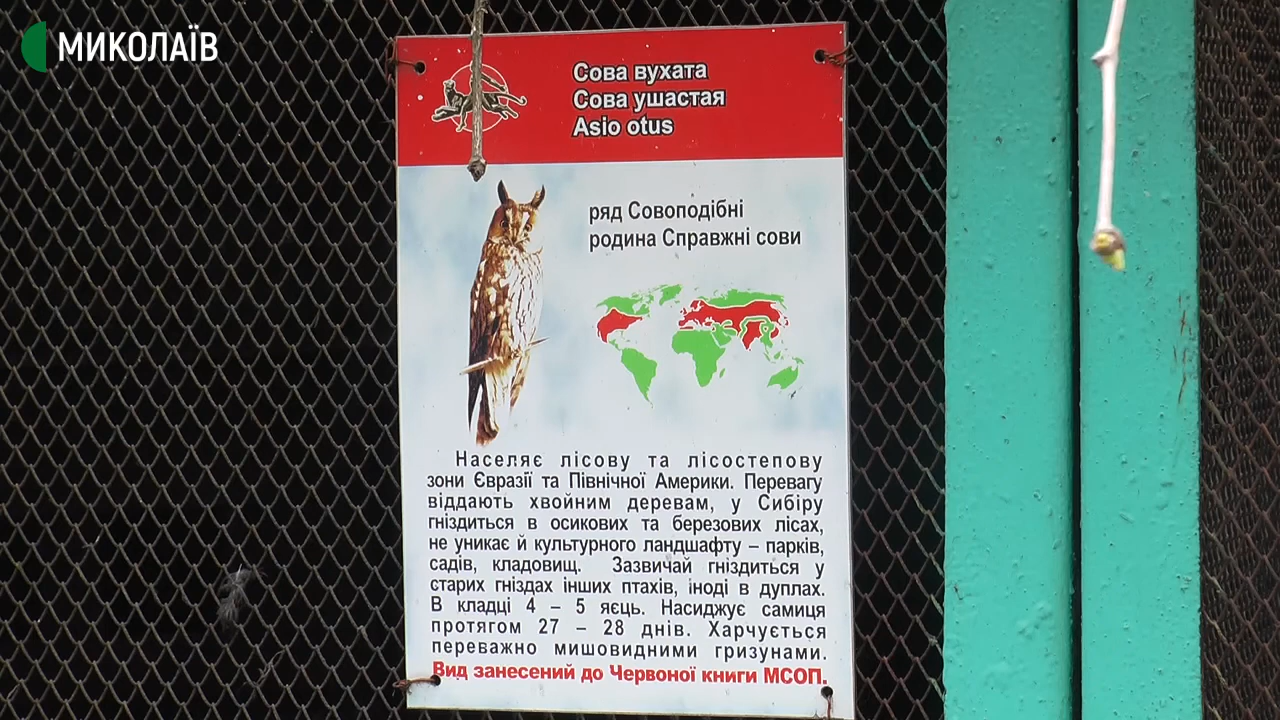 МИКОЛАЇВ
Сова вухата
Сова ушастая
Asio otus
ряд Совоподібні
родина Справжні сови
Населяє лісову та лісостепову
зони Євразії та Північної Америки. Перевагу
віддають хвойним деревам, у Сибіру
гніздиться в осикових та березових лісах,
не уникає й культурного ландшафту – парків,
садів, кладовищ. Зазвичай гніздиться у
старих гніздах інших птахів, іноді в дуплах.
В кладці 4 – 5 яєць. Насиджує самиця
протягом 27 – 28 днів. Харчується
переважно мишовидними гризунами.
Вид занесений до Червоної книги МСОП.